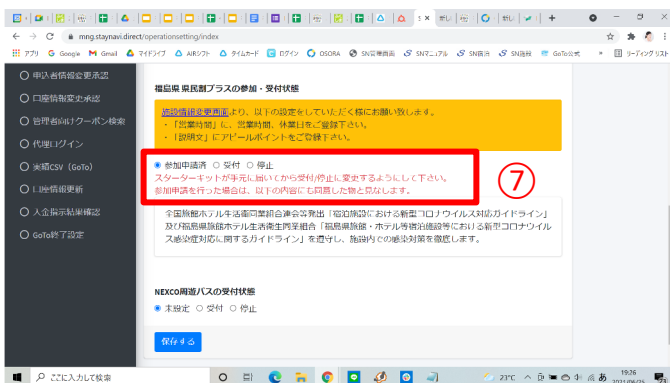 mng.staynavi.direct/operationsetting/index
アプリ
Google
Gmail
マイドライブ
AIRシフト
タイムカード
ログイン
OSORA
SN管理画面
SNマニュアル
SN宿泊
SN施設
GoTo公式
»
リーディング リスト
申込者情報変更承認
口座情報変更承認
管理者向けクーポン検索
代理ログイン
実績CSV（GoTo）
口座情報更新
入金指示結果確認
GoTo終了設定
福島県 県民割プラスの参加・受付状態
施設情報変更画面より、以下の設定をしていただく様にお願い致します。
・「営業時間」に、営業時間、休業日をご登録下さい。
・「説明文」にアピールポイントをご登録下さい。
参加申請済 受付 停止
スターターキットが手元に届いてから受付/停止に変更するようにして下さい。
参加申請を行った場合は、以下の内容にも同意した物と見なします。
⑦
全国旅館ホテル生活衛生同業組合連合会等発出「宿泊施設における新型コロナウイルス対応ガイドライン」
及び福島県旅館ホテル生活衛生同業組合「福島県旅館・ホテル等宿泊施設等における新型コロナウイル
ス感染症対応に関するガイドライン」を遵守し、施設内での感染対策を徹底します。
NEXCO周遊パスの受付状態
未設定 受付 停止
保存する
ここに入力して検索
23℃
あ
19:26
2021/06/25